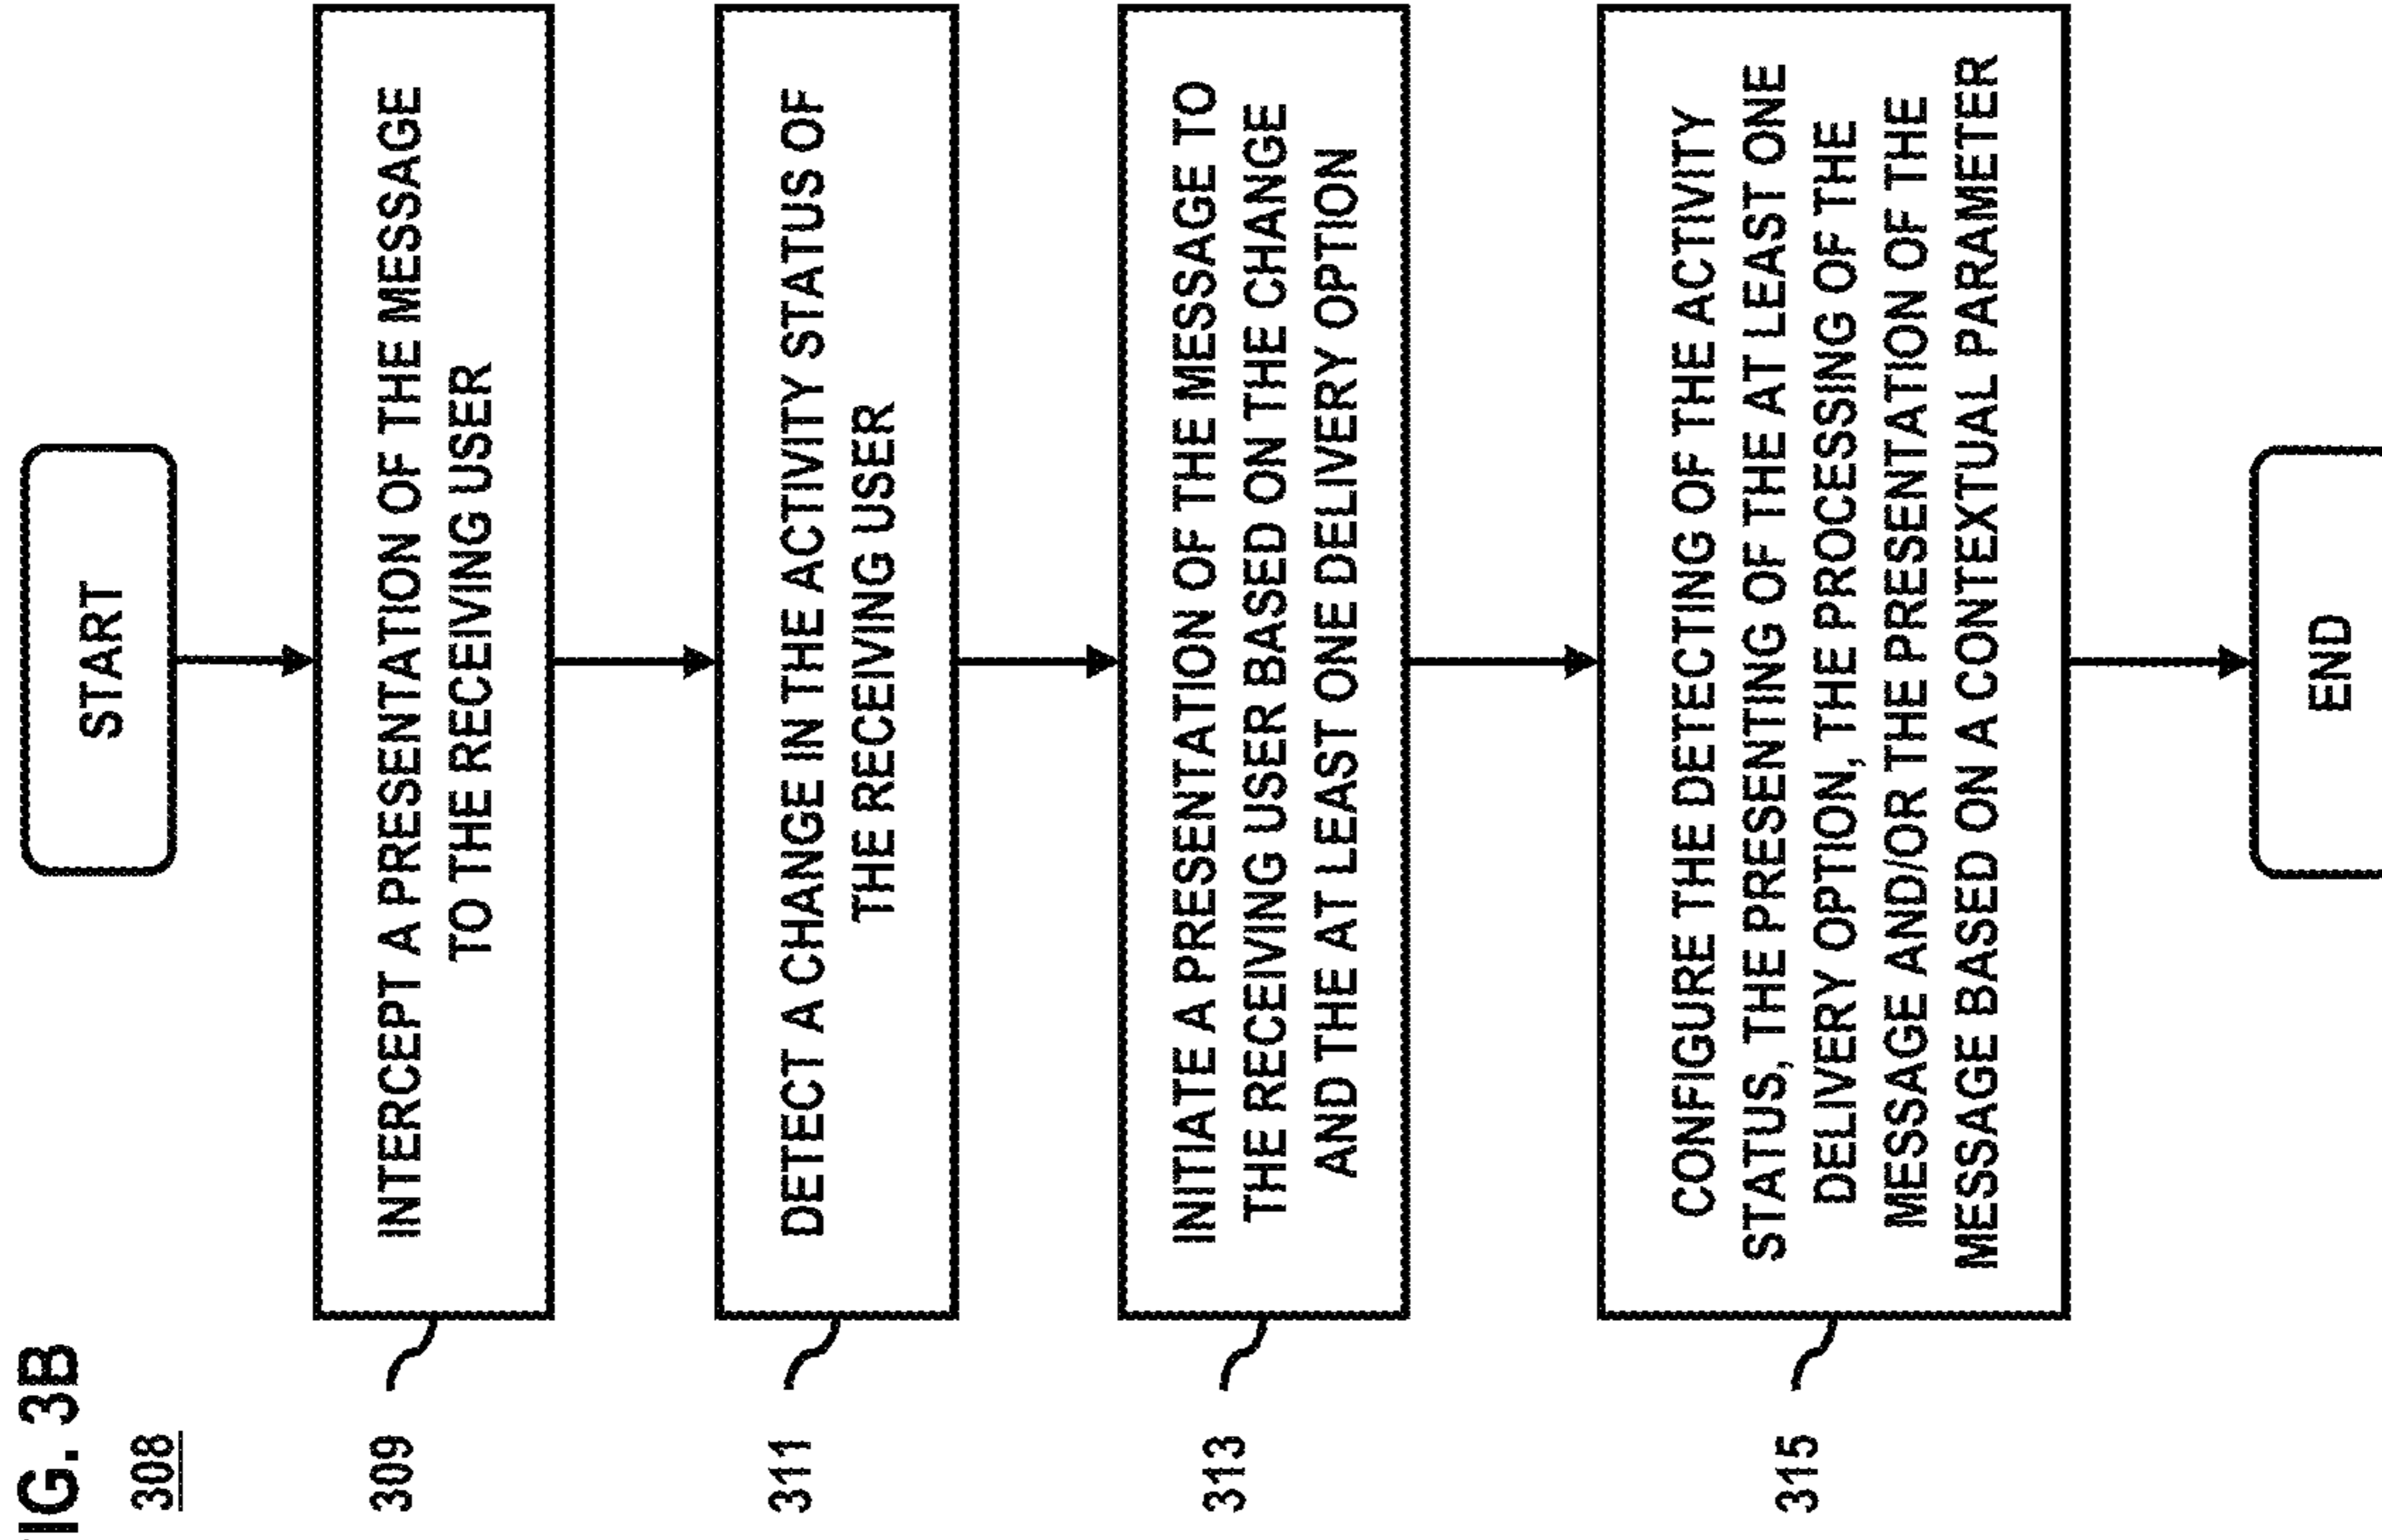 FIG. 3B
308
START
309
INTERCEPT A PRESENTATION OF THE MESSAGE
TO THE RECEIVING USER
311
DETECT A CHANGE IN THE ACTIVITY STATUS OF
THE RECEIVING USER
313
INITIATE A PRESENTATION OF THE MESSAGE TO
THE RECEIVING USER BASED ON THE CHANGE
AND THE AT LEAST ONE DELIVERY OPTION
315
CONFIGURE THE DETECTING OF THE ACTIVITY
STATUS, THE PRESENTING OF THE AT LEAST ONE
DELIVERY OPTION, THE PROCESSING OF THE
MESSAGE AND/OR THE PRESENTATION OF THE
MESSAGE BASED ON A CONTEXTUAL PARAMETER
END